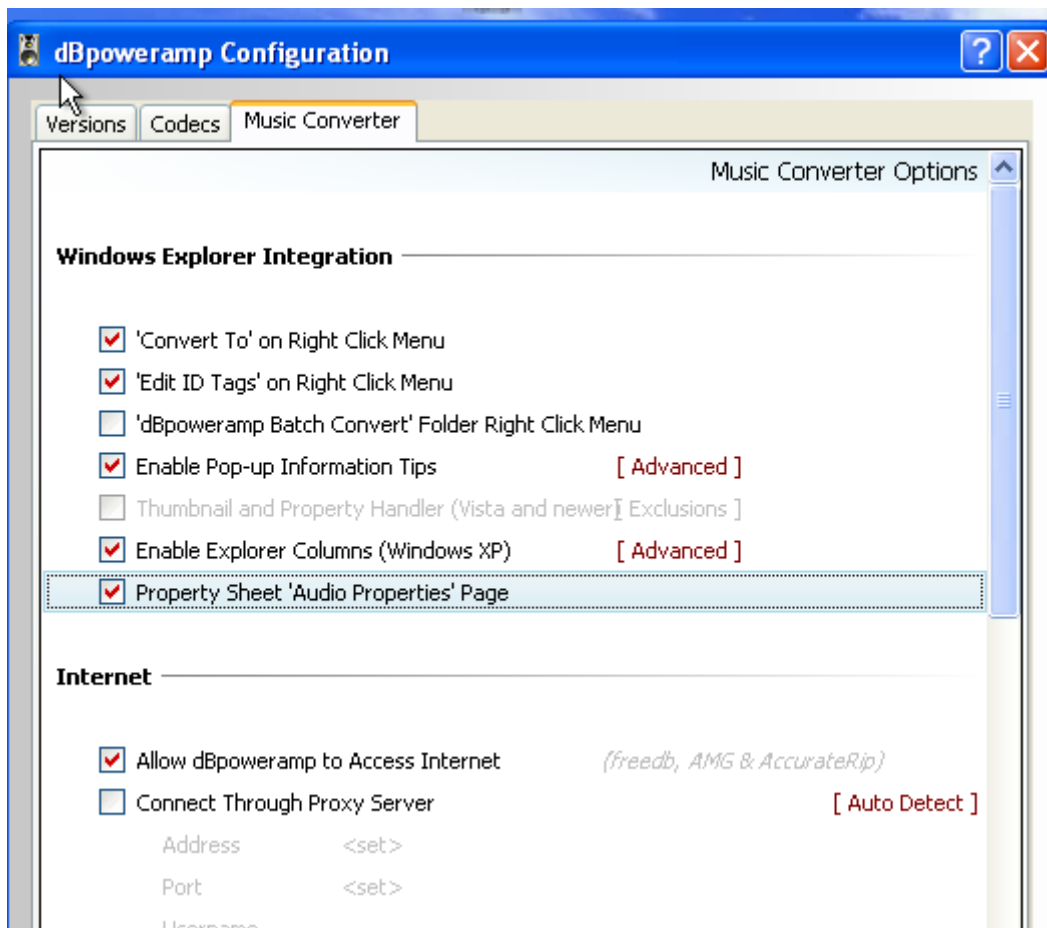 dBpoweramp Configuration
Versions Codecs Music Converter
Music Converter Options
Windows Explorer Integration
'Convert To' on Right Click Menu
'Edit ID Tags' on Right Click Menu
'dBpoweramp Batch Convert' Folder Right Click Menu
Enable Pop-up Information Tips [ Advanced ]
Thumbnail and Property Handler (Vista and newer) [ Exclusions ]
Enable Explorer Columns (Windows XP) [ Advanced ]
Property Sheet 'Audio Properties' Page
Internet
Allow dBpoweramp to Access Internet (freedb, AMG & AccurateRip)
Connect Through Proxy Server [ Auto Detect ]
Address <set>
Port <set>
Username